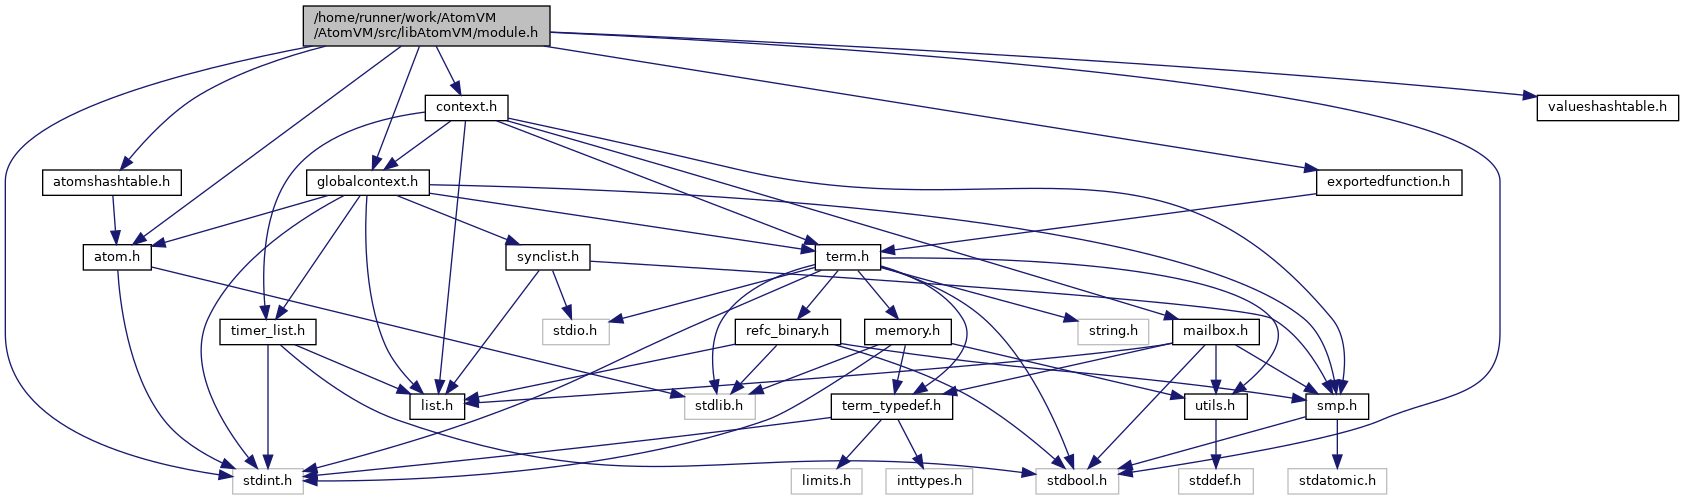 /home/runner/work/AtomVM
/AtomVM/src/libAtomVM/module.h
context.h
valueshashtable.h
atomshashtable.h
globalcontext.h
exportedfunction.h
atom.h
synclist.h
term.h
timer_list.h
stdio.h
refc_binary.h
memory.h
string.h
mailbox.h
list.h
stdlib.h
term_typedef.h
utils.h
smp.h
stdint.h
limits.h
inttypes.h
stdbool.h
stddef.h
stdatomic.h